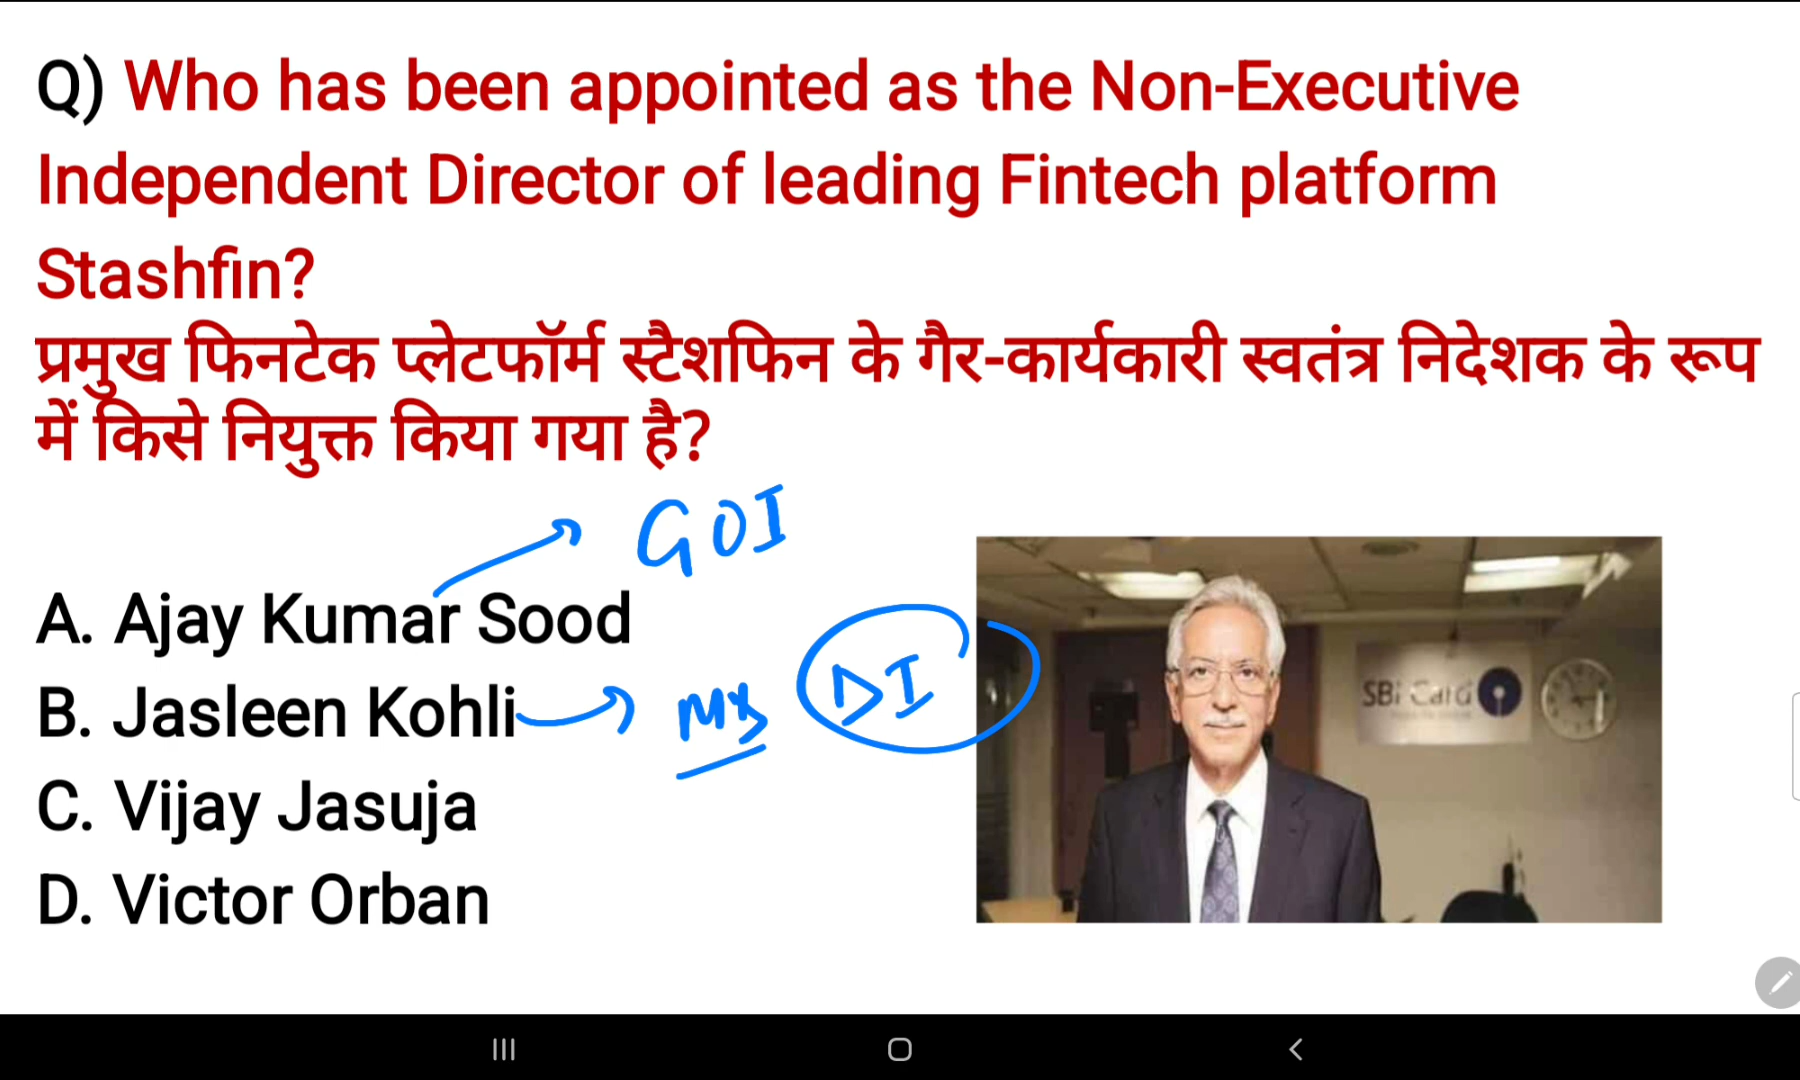 Q) Who has been appointed as the Non-Executive
Independent Director of leading Fintech platform
Stashfin?
प्रमुख फिनटेक प्लेटफॉर्म स्टैशफिन के गैर-कार्यकारी स्वतंत्र निदेशक के रूप
में किसे नियुक्त किया गया है?
GOI
A. Ajay Kumar Sood
B. Jasleen Kohli
DI
SBI Card
C. Vijay Jasuja
D. Victor Orban